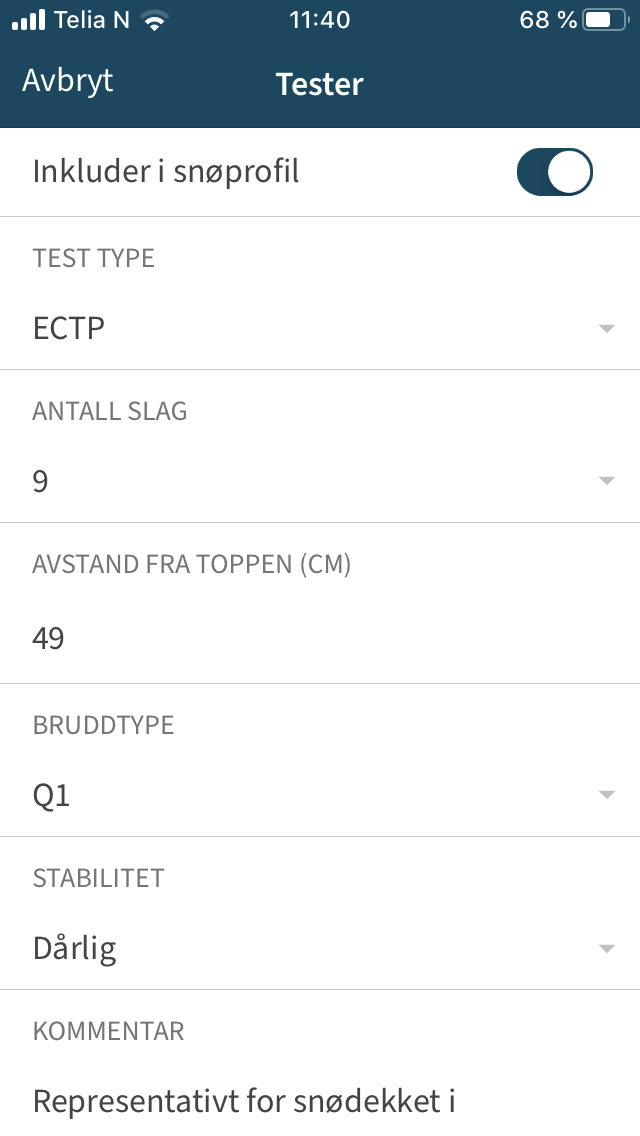 Telia N 11:40 68 %
Avbryt Tester
Inkluder i snøprofil
TEST TYPE
ECTP
ANTALL SLAG
9
AVSTAND FRA TOPPEN (CM)
49
BRUDDTYPE
Q1
STABILITET
Dårlig
KOMMENTAR
Representativt for snødekket i